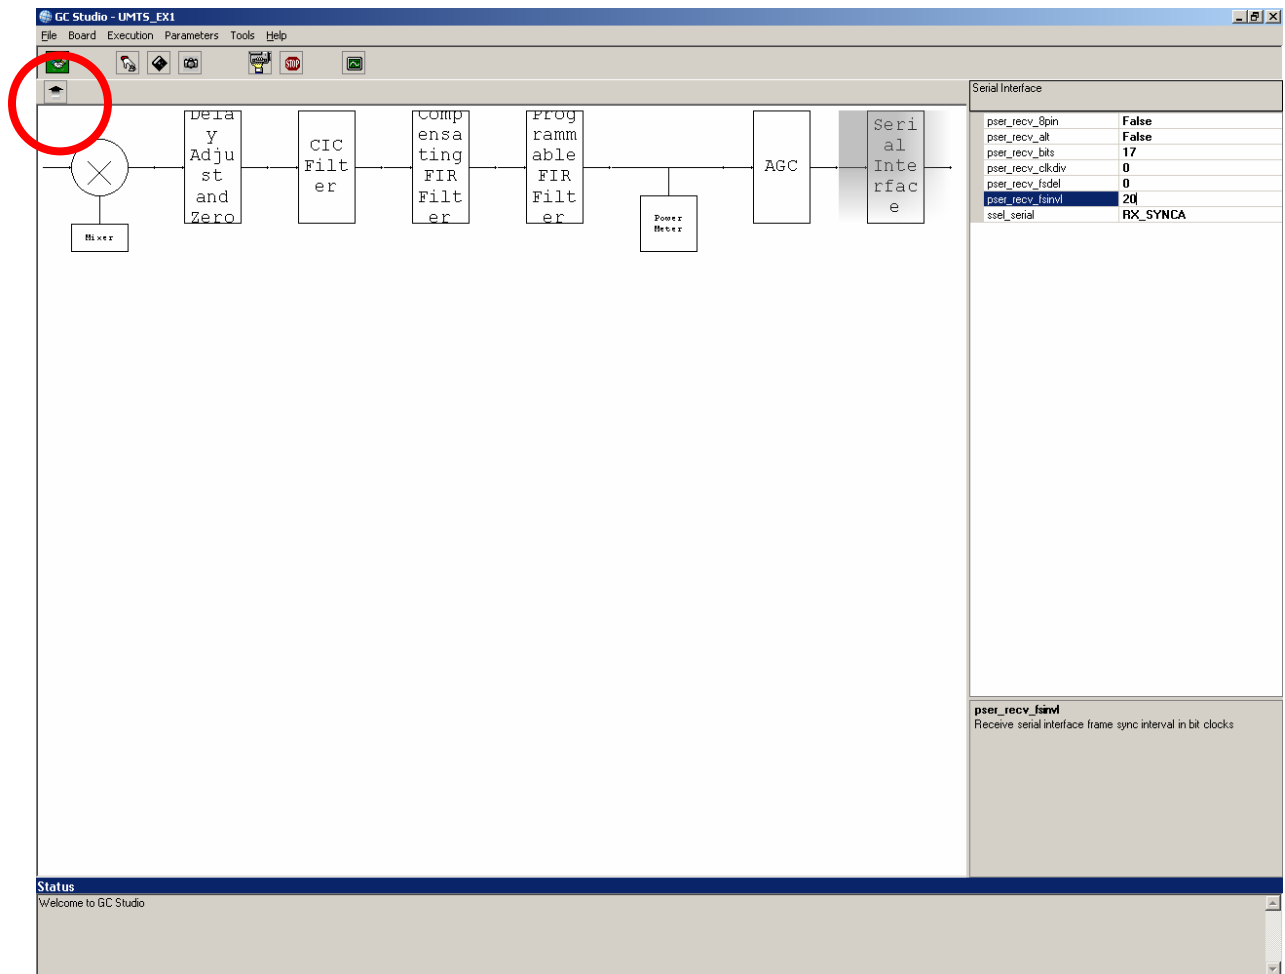 GC Studio - UMTS_EX1
File Board Execution Parameters Tools Help
STOP
Serial Interface
Dela
y
Adju
st
and
Zero
CIC
Filt
er
Comp
ensa
ting
FIR
Filt
er
Prog
ramm
able
FIR
Filt
er
AGC
Seri
al
Inte
rfac
e
Mixer
Power
Meter
pser_recv_8pin False
pser_recv_alt False
pser_recv_bits 17
pser_recv_clkdiv 0
pser_recv_fsdel 0
pser_recv_fsinvl 20
ssel_serial RX_SYNCA
pser_recv_fsinvl
Receive serial interface frame sync interval in bit clocks
Status
Welcome to GC Studio